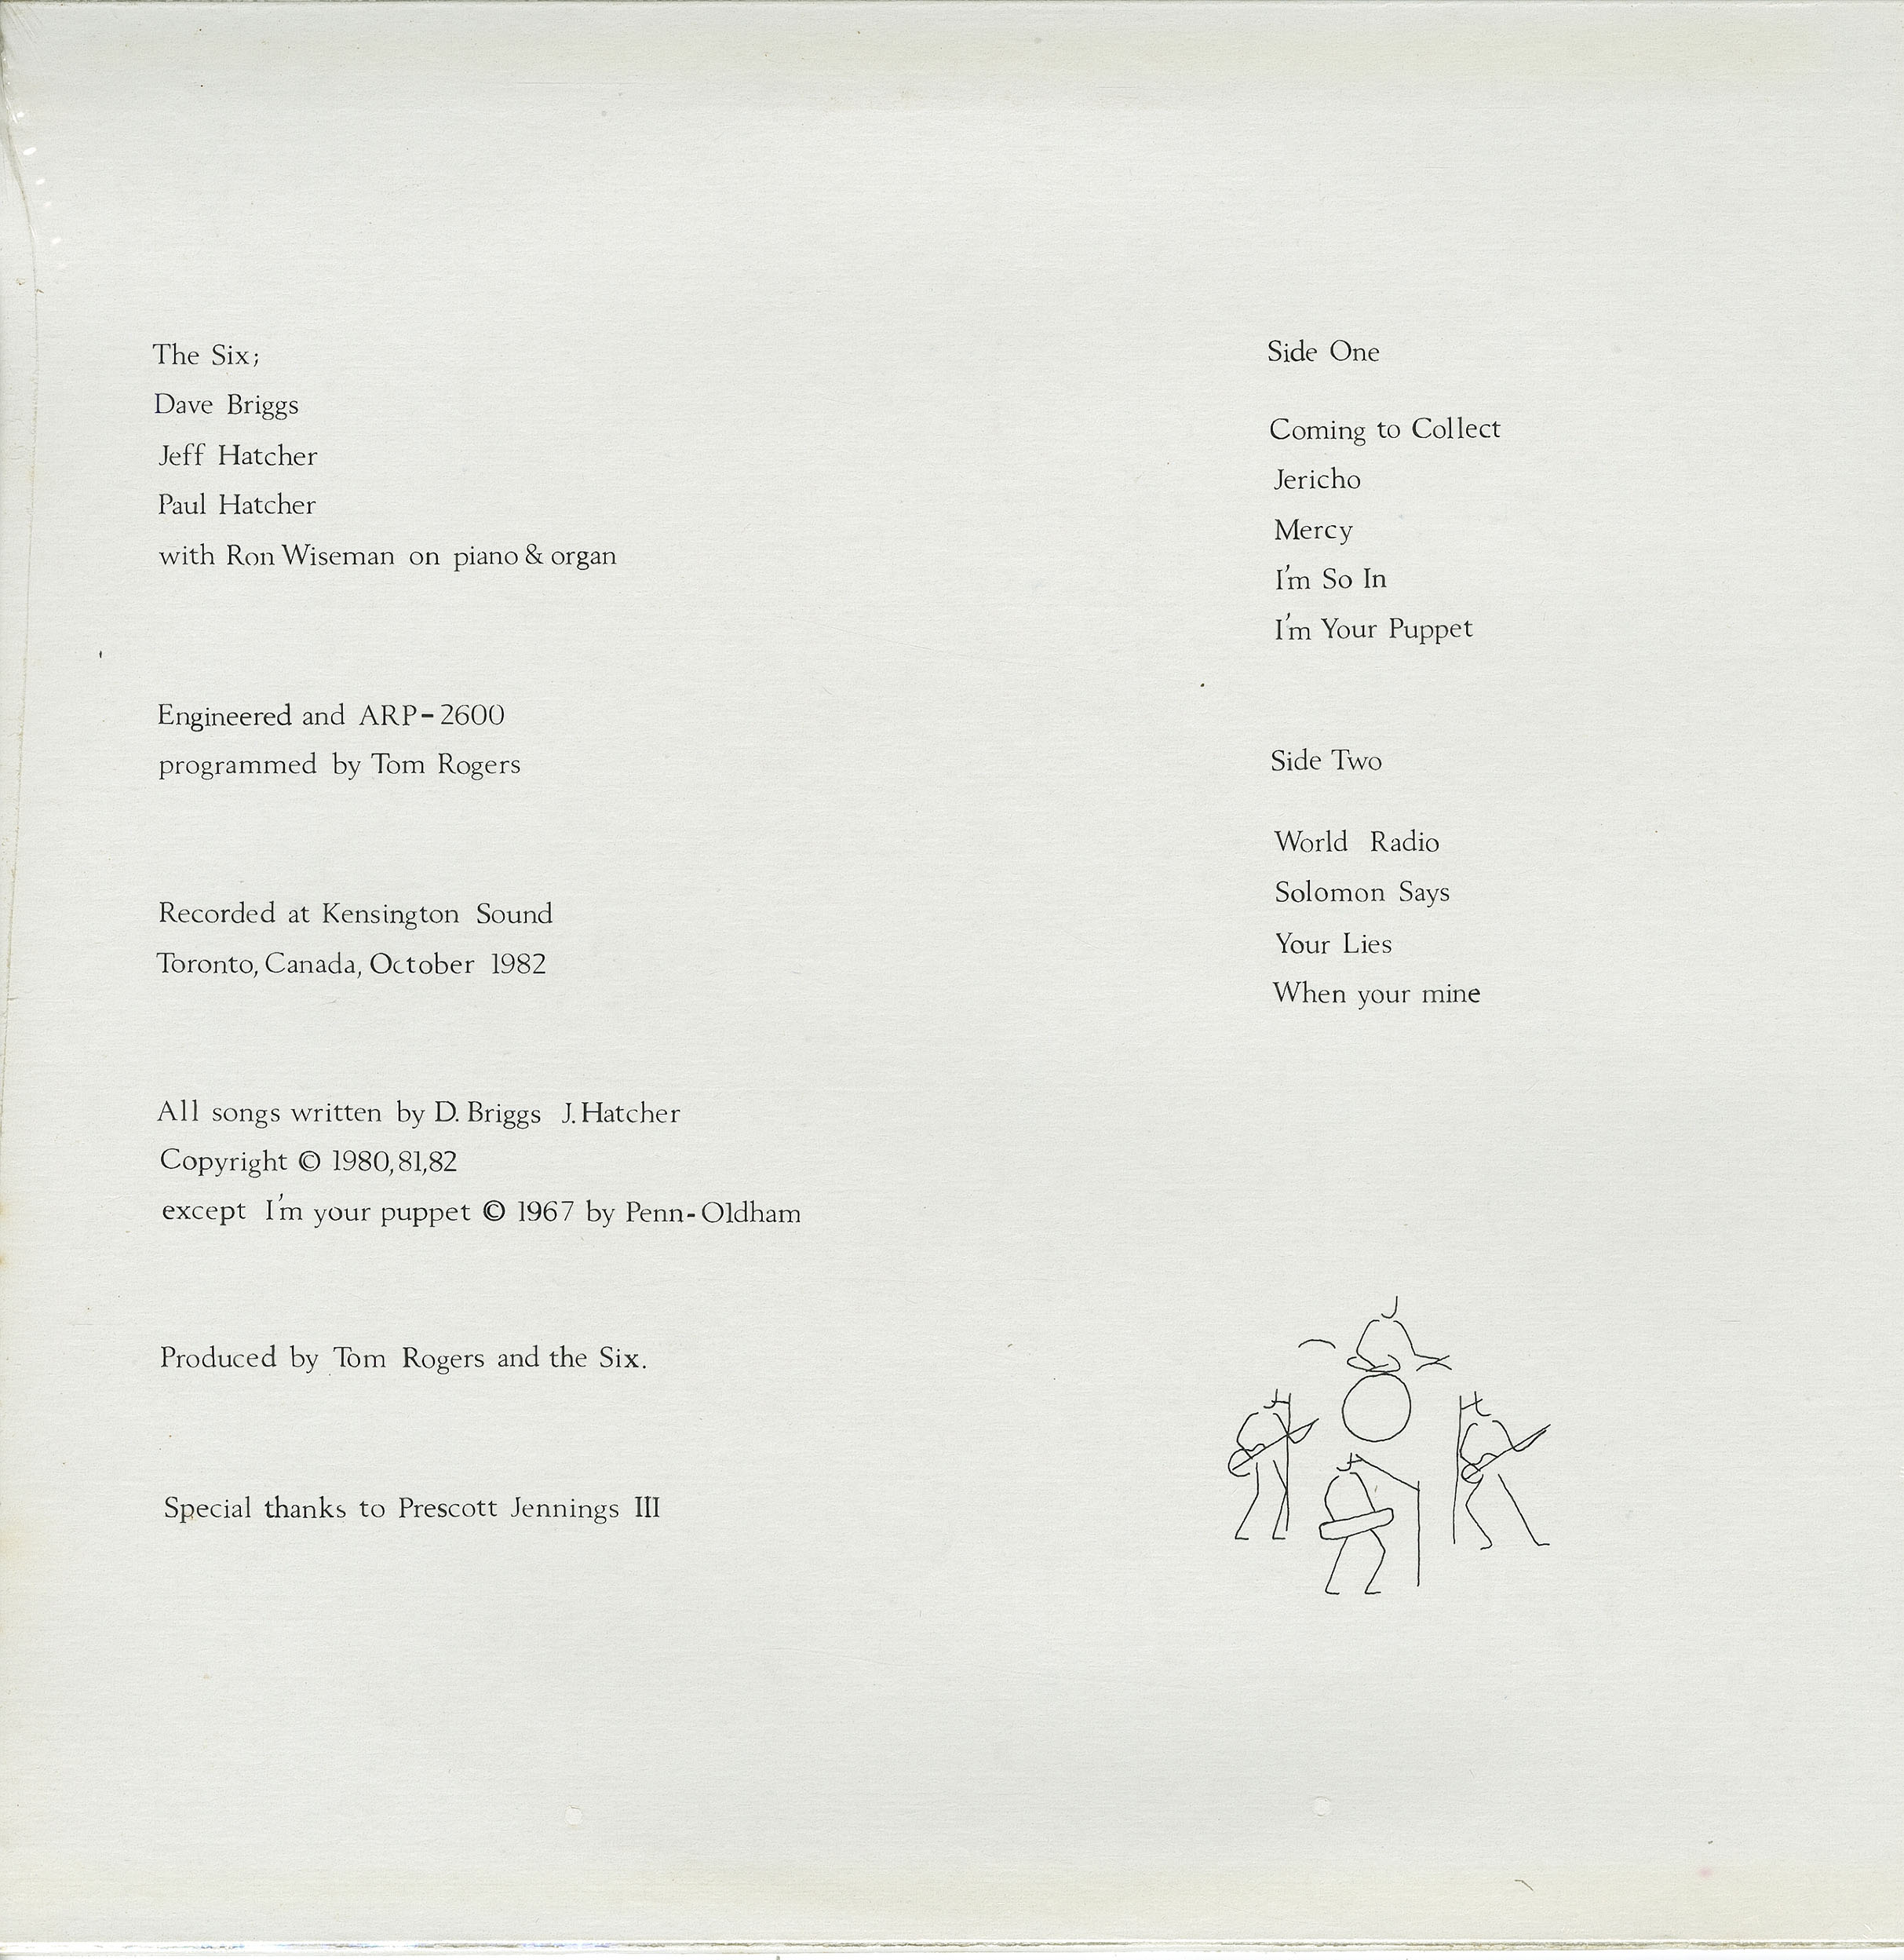 The Six;
Dave Briggs
Jeff Hatcher
Paul Hatcher
with Ron Wiseman on piano & organ
Engineered and ARP-2600
programmed by Tom Rogers
Recorded at Kensington Sound
Toronto, Canada, October 1982
All songs written by D. Briggs J. Hatcher
Copyright © 1980,81,82
except I'm your puppet © 1967 by Penn-Oldham
Produced by Tom Rogers and the Six.
Special thanks to Prescott Jennings III
Side One
Coming to Collect
Jericho
Mercy
I'm So In
I'm Your Puppet
Side Two
World Radio
Solomon Says
Your Lies
When your mine